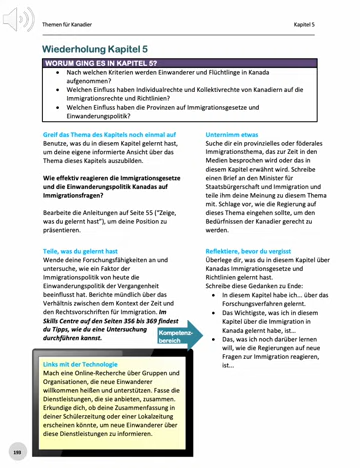 Themen für Kanadier
Kapitel 5
Wiederholung Kapitel 5
WORUM GING ES IN KAPITEL 5?
• Nach welchen Kriterien werden Einwanderer und Flüchtlinge in Kanada
aufgenommen?
• Welchen Einfluss haben Individualrechte und Kollektivrechte von Kanadiern auf die
Immigrationsrechte und Richtlinien?
• Welchen Einfluss haben die Provinzen auf Immigrationsgesetze und
Einwanderungspolitik?
Greif das Thema des Kapitels noch einmal auf
Benutze, was du in diesem Kapitel gelernt hast,
um deine eigene informierte Ansicht über das
Thema dieses Kapitels auszubilden.
Wie effektiv reagieren die Immigrationsgesetze
und die Einwanderungspolitik Kanadas auf
Immigrationsfragen?
Bearbeite die Anleitungen auf Seite 55 ("Zeige,
was du gelernt hast"), um deine Position zu
präsentieren.
Teile, was du gelernt hast
Wende deine Forschungsfähigkeiten an und
untersuche, wie ein Faktor der
Immigrationspolitik von heute die
Einwanderungspolitik der Vergangenheit
beeinflusst hat. Berichte mündlich über das
Verhältnis zwischen dem Kontext der Zeit und
den Rechtsvorschriften für Immigration. Im
Skills Centre auf den Seiten 356 bis 369 findest
du Tipps, wie du eine Untersuchung
durchführen kannst.
Kompetenz-
bereich
Links mit der Technologie
Mach eine Online-Recherche über Gruppen und
Organisationen, die neue Einwanderer
willkommen heißen und unterstützen. Fasse die
Dienstleistungen, die sie anbieten, zusammen.
Erkundige dich, ob deine Zusammenfassung in
deiner Schülerzeitung oder einer Lokalzeitung
erscheinen könnte, um neue Einwanderer über
diese Dienstleistungen zu informieren.
Unternimm etwas
Suche dir ein provinzielles oder föderales
Immigrationsthema, das zur Zeit in den
Medien besprochen wird oder das in
diesem Kapitel erwähnt wird. Schreibe
einen Brief an den Minister für
Staatsbürgerschaft und Immigration und
teile ihm deine Meinung zu diesem Thema
mit. Schlage vor, wie die Regierung auf
dieses Thema eingehen sollte, um den
Bedürfnissen der Kanadier gerecht zu
werden.
Reflektiere, bevor du vergisst
Überlege dir, was du in diesem Kapitel über
Kanadas Immigrationsgesetze und
Richtlinien gelernt hast.
Schreibe diese Gedanken zu Ende:
• In diesem Kapitel habe ich... über das
Forschungsverfahren gelernt.
• Das Wichtigste, was ich in diesem
Kapitel über die Immigration in
Kanada gelernt habe, ist...
• Das, was ich noch darüber lernen
will, wie die Regierungen auf neue
Fragen zur Immigration reagieren,
ist...
193